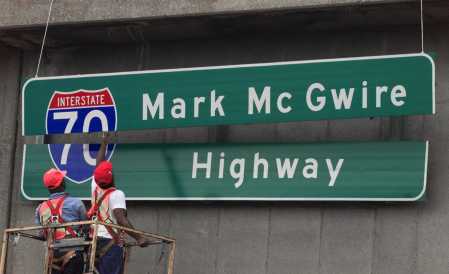 INTERSTATE
70
Mark McGwire
Highway